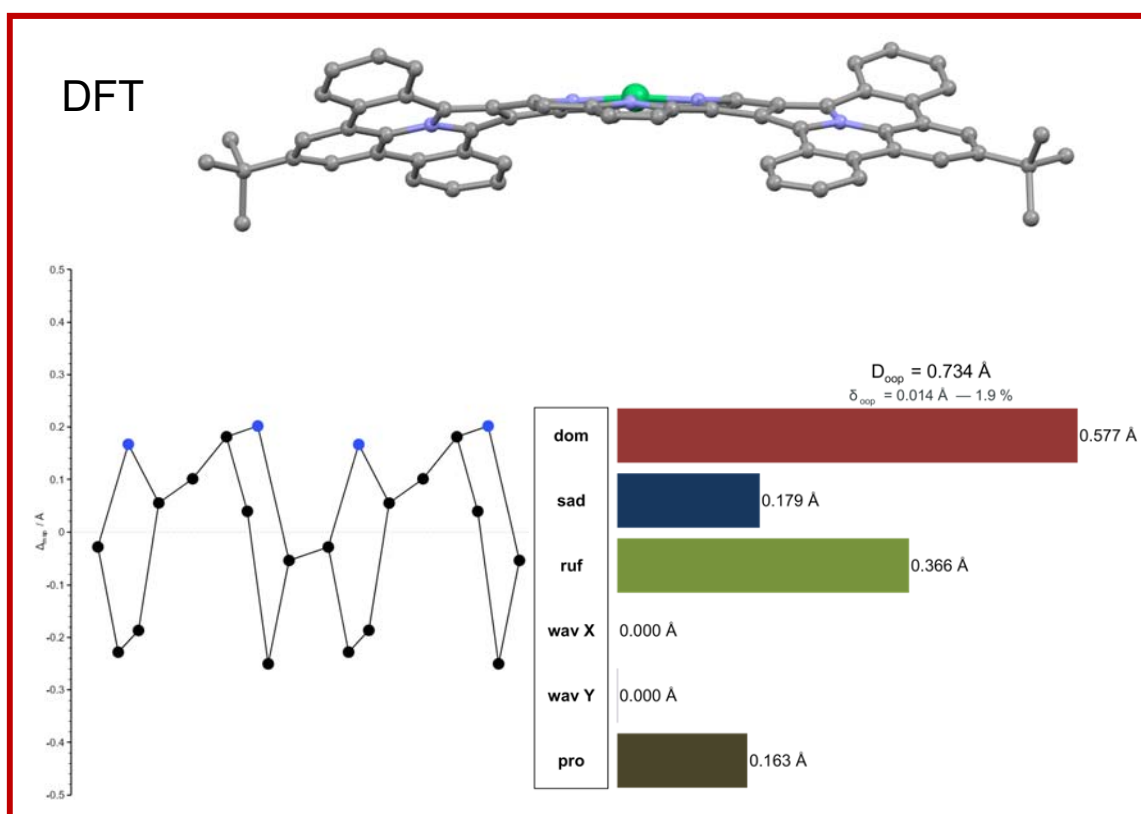 DFT
0.5
0.4
0.3
0.2
0.1
0
-0.1
-0.2
-0.3
-0.4
-0.5
D oop = 0.734 Å
δ oop = 0.014 Å — 1.9 %
dom 0.577 Å
sad 0.179 Å
ruf 0.366 Å
wav X 0.000 Å
wav Y 0.000 Å
pro 0.163 Å